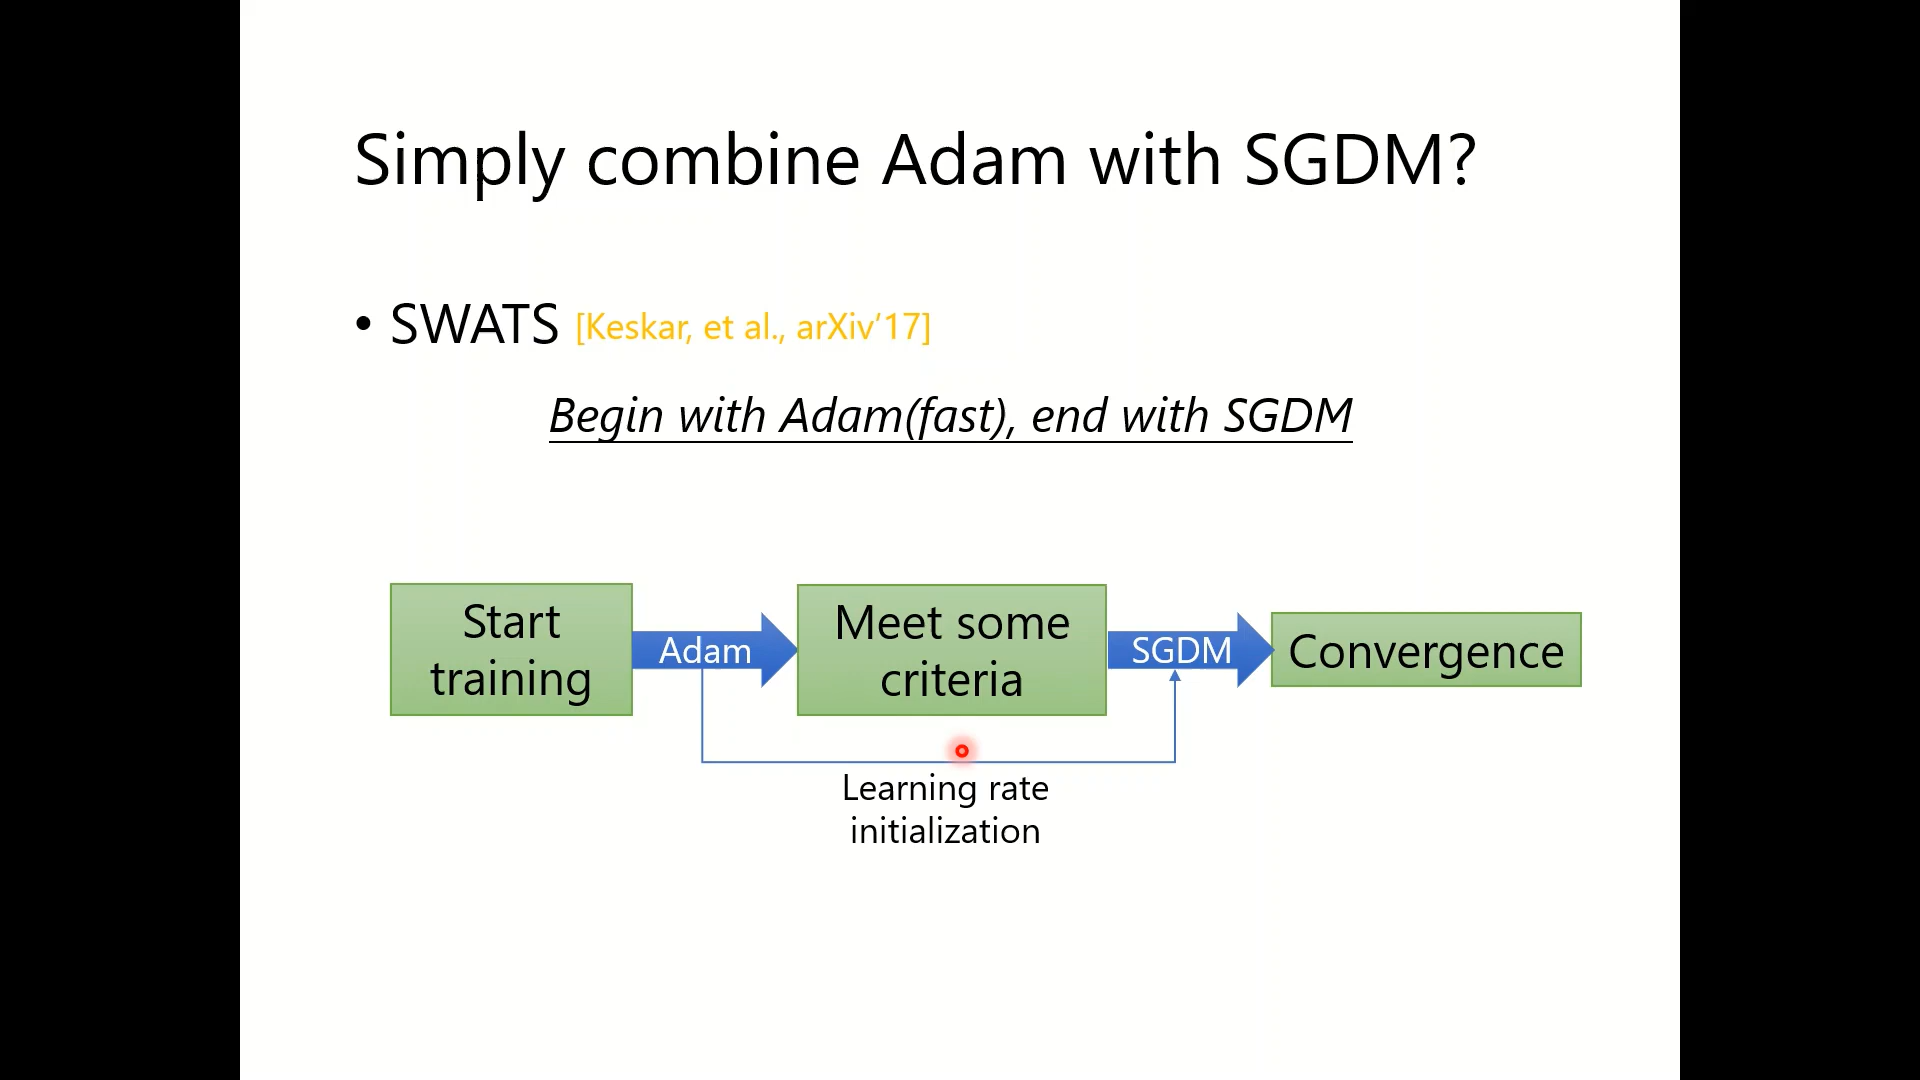 Simply combine Adam with SGDM?
• SWATS [Keskar, et al., arXiv’17]
Begin with Adam(fast), end with SGDM
Start
training
Adam
Meet some
criteria
SGDM
Convergence
Learning rate
initialization